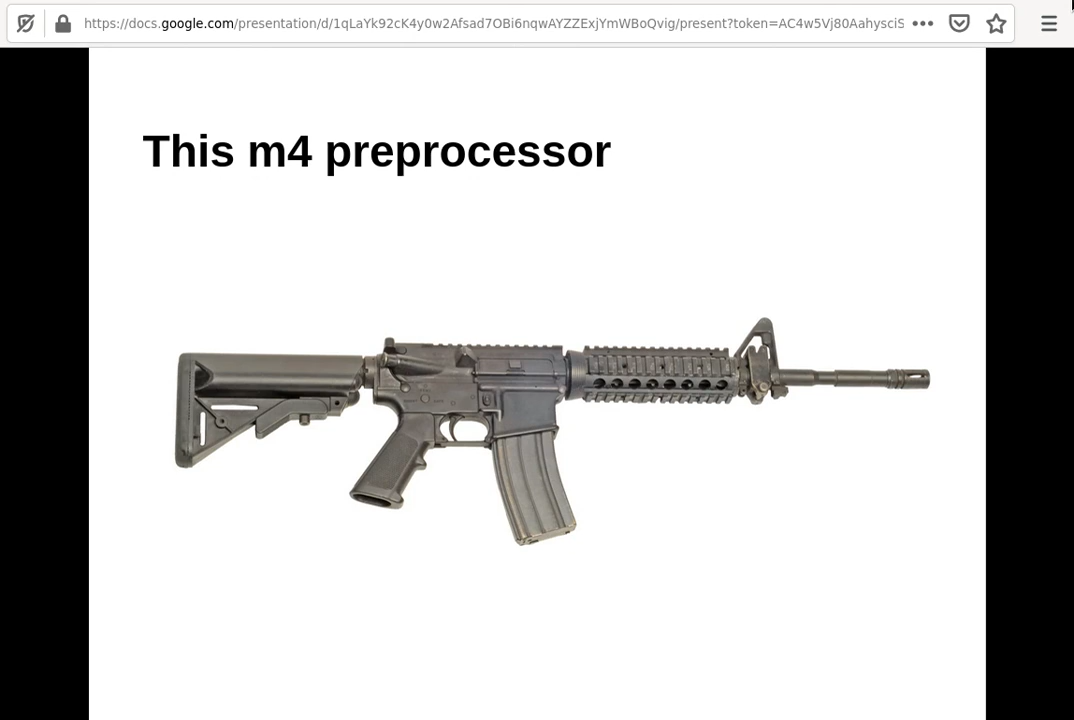 https://docs.google.com/presentation/d/1qLaYk92cK4y0w2Afsad7OBi6nqwAYZZExjYmWBoQvig/present?token=AC4w5Vj80AahysciS
This m4 preprocessor